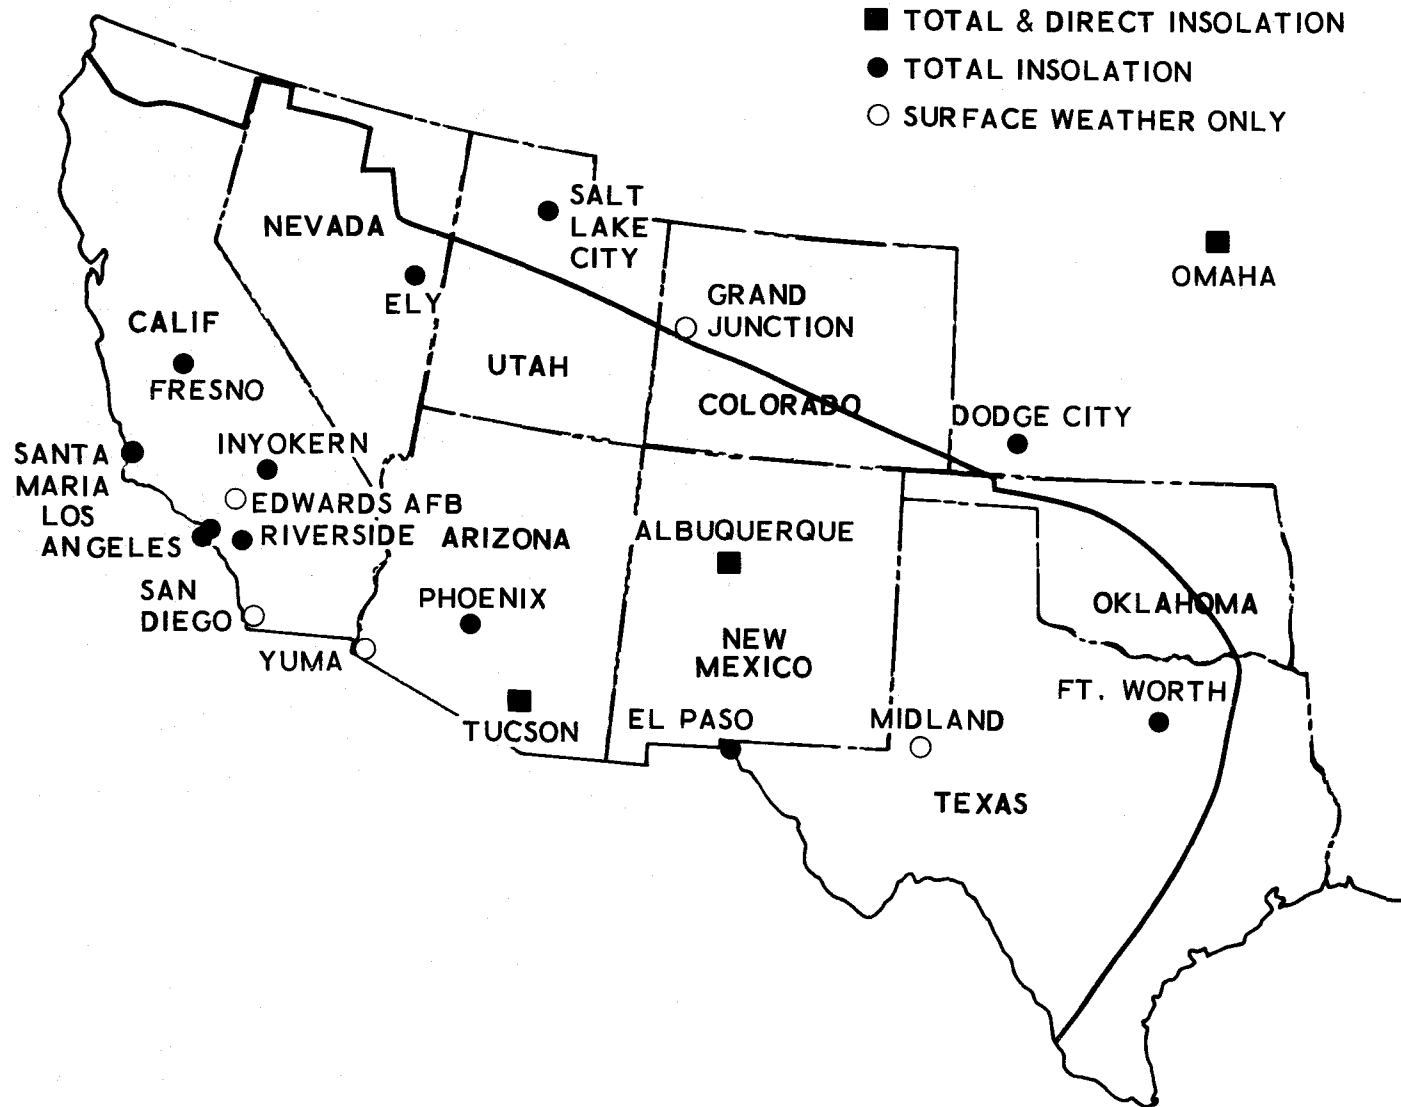 TOTAL & DIRECT INSOLATION
TOTAL INSOLATION
SURFACE WEATHER ONLY
SALT
LAKE
CITY
NEVADA
OMAHA
ELY
GRAND
JUNCTION
CALIF
UTAH
FRESNO
COLORADO
DODGE CITY
INYOKERN
SANTA
MARIA
EDWARDS AFB
LOS
ANGELES
RIVERSIDE
ARIZONA
ALBUQUERQUE
SAN
DIEGO
PHOENIX
OKLAHOMA
NEW
MEXICO
YUMA
FT. WORTH
TUCSON
EL PASO
MIDLAND
TEXAS